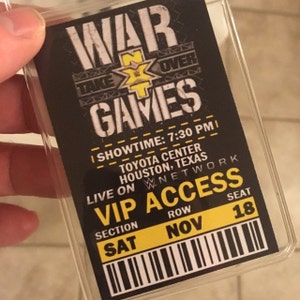 WAR
NXT
TAKE OVER
GAMES
SHOWTIME: 7:30 PM
TOYOTA CENTER
HOUSTON, TEXAS
LIVE ON W NETWORK
VIP ACCESS
SECTION ROW SEAT
SAT NOV 18